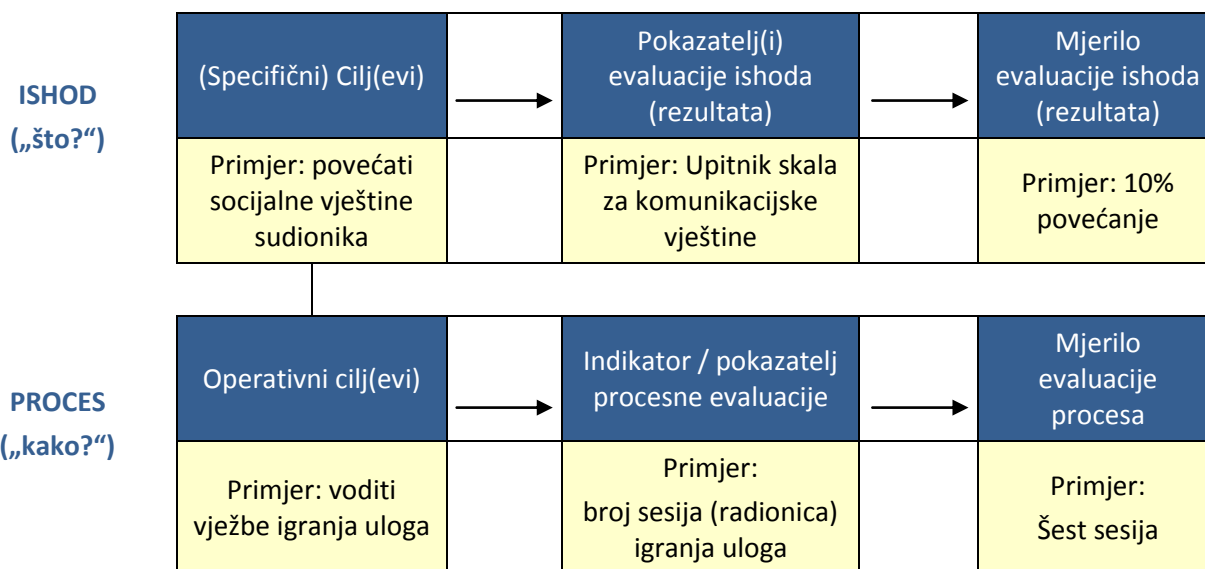 ISHOD
(„što?“)
(Specifični) Cilj(evi)
Pokazatelj(i)
evaluacije ishoda
(rezultata)
Mjerilo
evaluacije ishoda
(rezultata)
Primjer: povećati
socijalne vještine
sudionika
Primjer: Upitnik skala
za komunikacijske
vještine
Primjer: 10%
povećanje
PROCES
(„kako?“)
Operativni cilj(evi)
Indikator / pokazatelj
procesne evaluacije
Mjerilo
evaluacije
procesa
Primjer: voditi
vježbe igranja uloga
Primjer:
broj sesija (radionica)
igranja uloga
Primjer:
Šest sesija